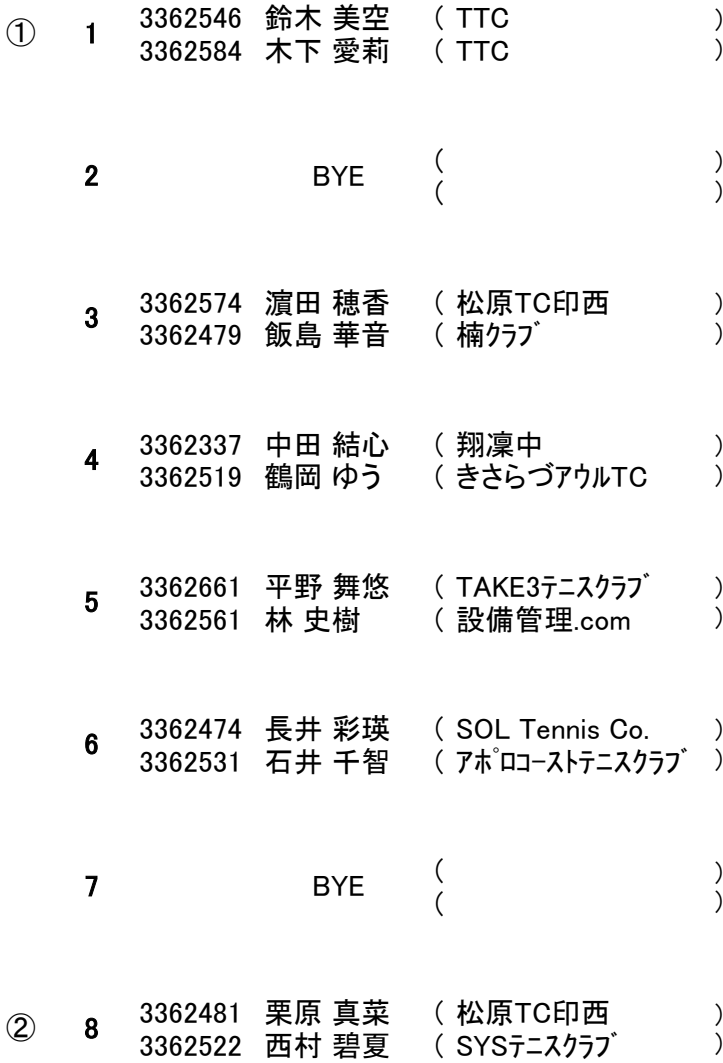 ① 1 3362546 鈴木 美空 ( TTC )
3362584 木下 愛莉 ( TTC )
2 BYE ( )
( )
3 3362574 濵田 穂香 ( 松原TC印西 )
3362479 飯島 華音 ( 楠ｸﾗﾌﾞ )
4 3362337 中田 結心 ( 翔凜中 )
3362519 鶴岡 ゆう ( きさらづｱｳﾙTC )
5 3362661 平野 舞悠 ( TAKE3ﾃﾆｽｸﾗﾌﾞ )
3362561 林 史樹 ( 設備管理.com )
6 3362474 長井 彩瑛 ( SOL Tennis Co. )
3362531 石井 千智 ( ｱﾎﾟﾛｺｰｽﾄﾃﾆｽｸﾗﾌﾞ )
7 BYE ( )
( )
② 8 3362481 栗原 真菜 ( 松原TC印西 )
3362522 西村 碧夏 ( SYSﾃﾆｽｸﾗﾌﾞ )